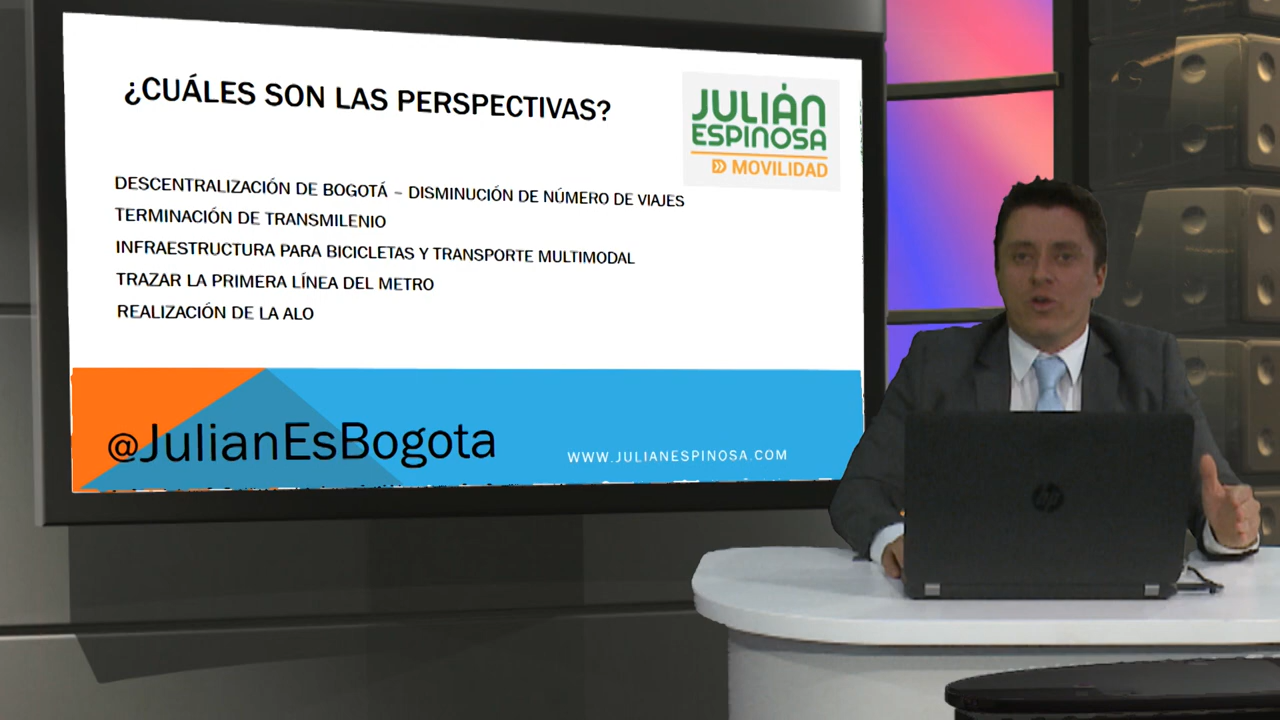 ¿CUÁLES SON LAS PERSPECTIVAS?
JULIÁN
ESPINOSA
MOVILIDAD
DESCENTRALIZACIÓN DE BOGOTÁ – DISMINUCIÓN DE NÚMERO DE VIAJES
TERMINACIÓN DE TRANSMILENIO
INFRAESTRUCTURA PARA BICICLETAS Y TRANSPORTE MULTIMODAL
TRAZAR LA PRIMERA LÍNEA DEL METRO
REALIZACIÓN DE LA ALO
@JulianEsBogota
WWW.JULIANESPINOSA.COM
hp